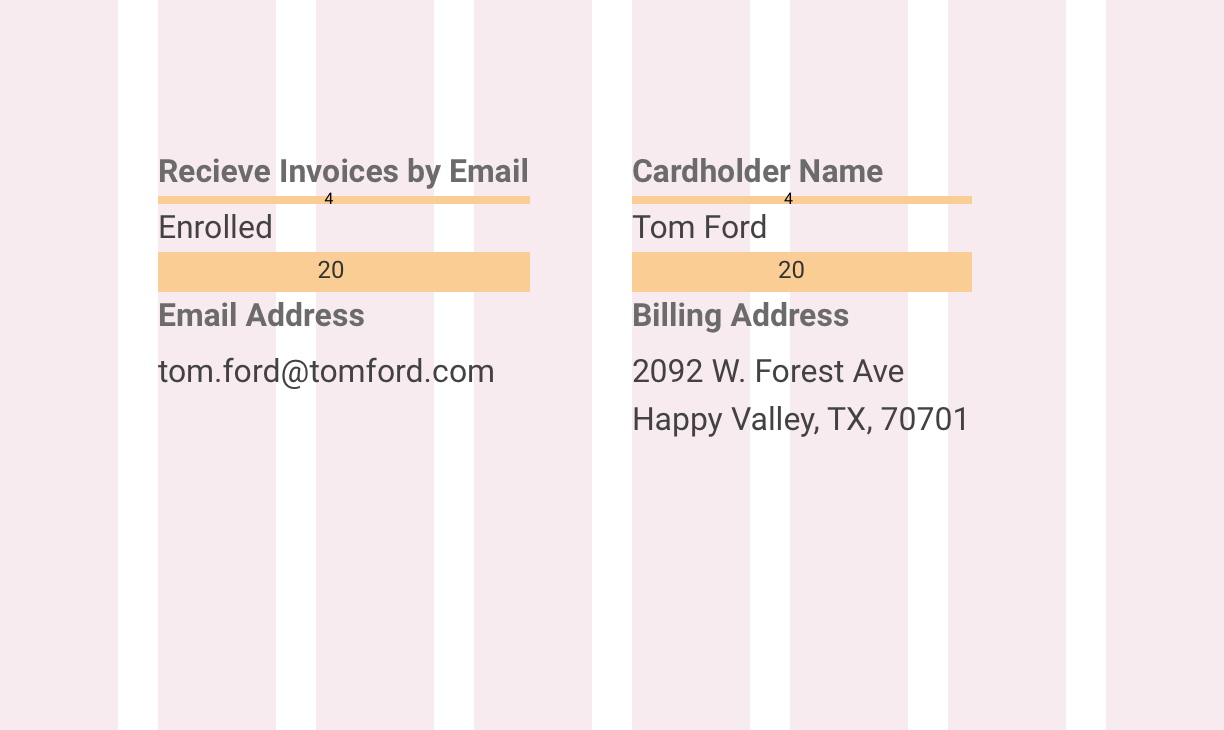 Recieve Invoices by Email
4
Enrolled
20
Email Address
tom.ford@tomford.com
Cardholder Name
4
Tom Ford
20
Billing Address
2092 W. Forest Ave
Happy Valley, TX, 70701